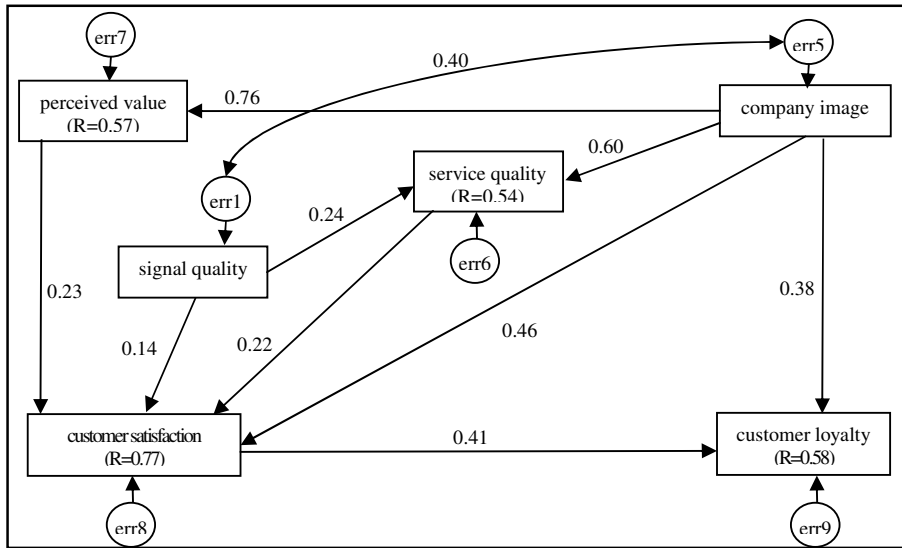 err7
err5
0.40
perceived value
(R=0.57)
0.76
company image
0.60
service quality
(R=0.54)
err1
0.24
err6
signal quality
0.23
0.38
0.46
0.14
0.22
customer satisfaction
(R=0.77)
0.41
customer loyalty
(R=0.58)
err8
err9